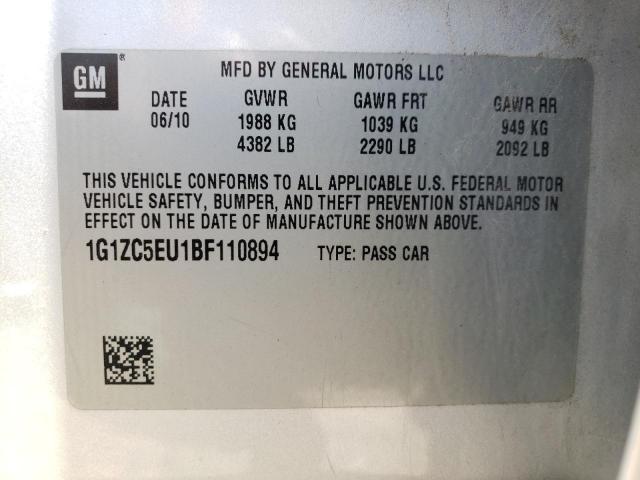 GM®
MFD BY GENERAL MOTORS LLC
DATE GVWR GAWR FRT GAWR RR
06/10 1988 KG 1039 KG 949 KG
4382 LB 2290 LB 2092 LB
THIS VEHICLE CONFORMS TO ALL APPLICABLE U.S. FEDERAL MOTOR
VEHICLE SAFETY, BUMPER, AND THEFT PREVENTION STANDARDS IN
EFFECT ON THE DATE OF MANUFACTURE SHOWN ABOVE.
1G1ZC5EU1BF110894 TYPE: PASS CAR